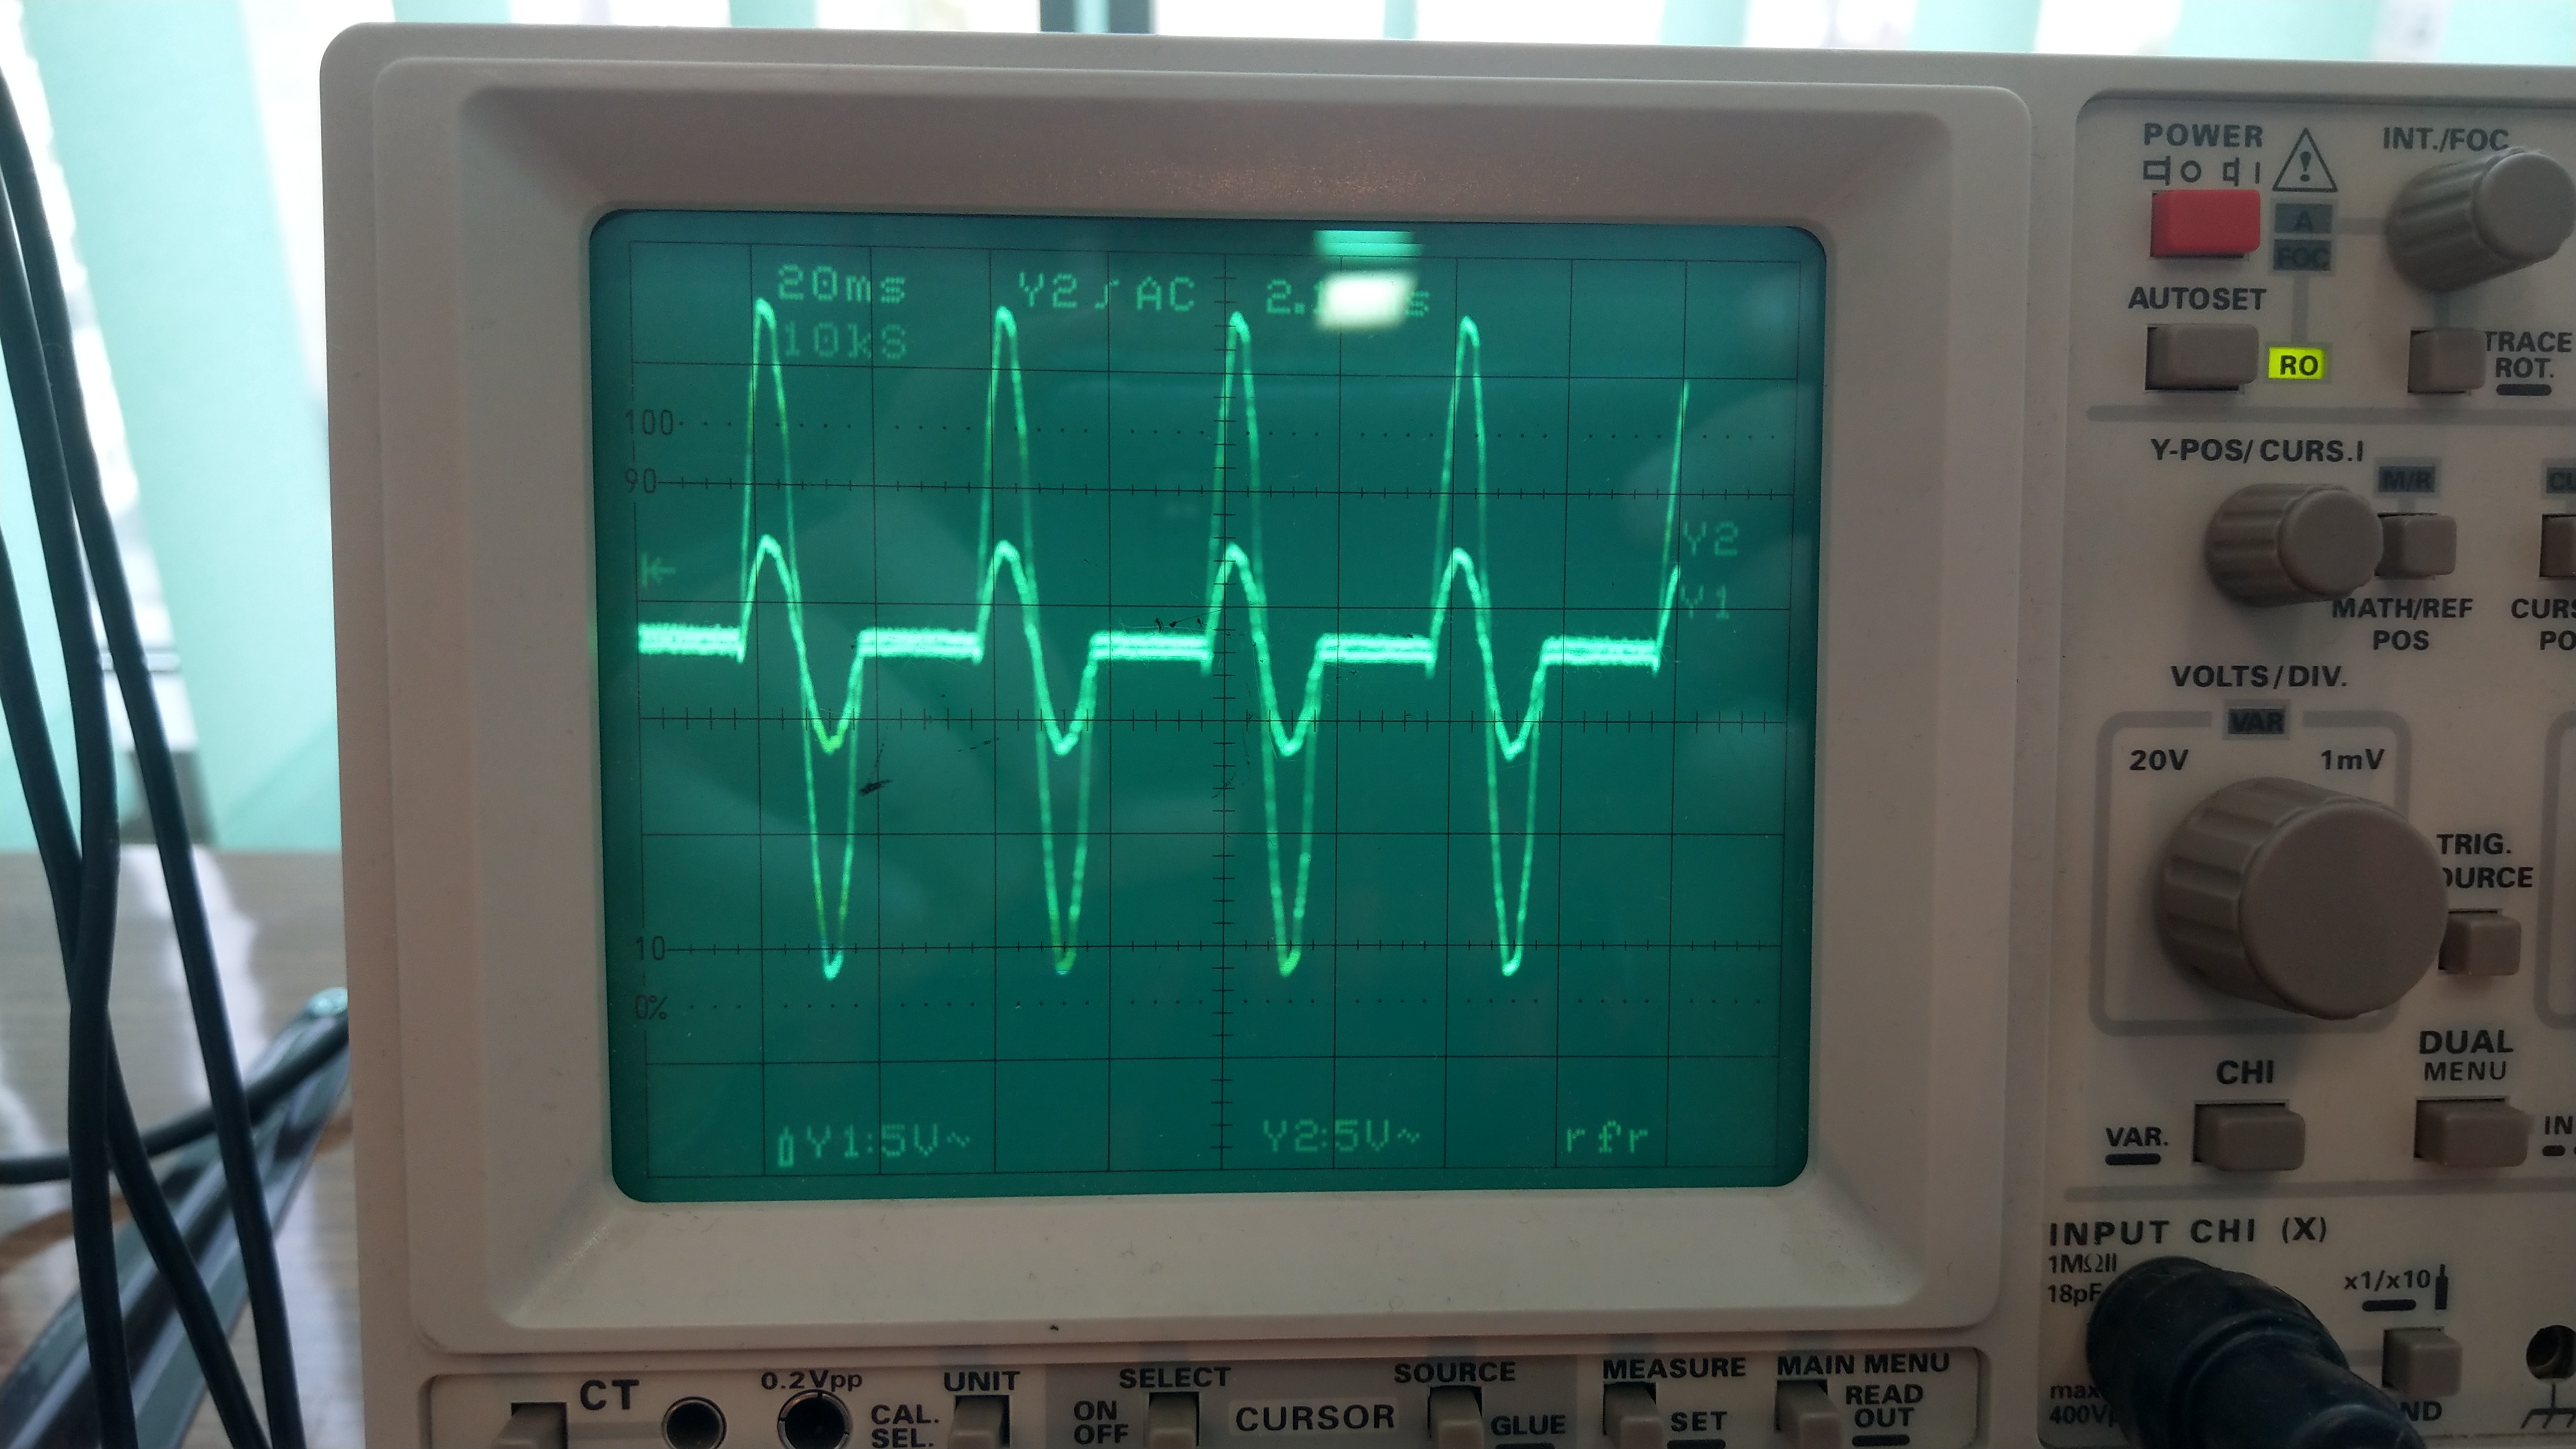 20ms Y2 AC 2.
10kS
100
90
Y2
Y1
10
0%
Y1:5V~ Y2:5V~ rfr
POWER
INT./FOC
A
FOC
AUTOSET
RO
TRACE
ROT.
Y-POS/CURS.I
M/R
MATH/REF
POS
VOLTS/DIV.
VAR
20V 1mV
TRIG.
CHI
DUAL
MENU
VAR.
INPUT CHI (X)
1MΩII
18pF
x1/x10
400V
CT
0.2Vpp
CAL.
SEL.
UNIT
SELECT
ON
OFF
CURSOR
SOURCE
GLUE
MEASURE
SET
MAIN MENU
READ
OUT